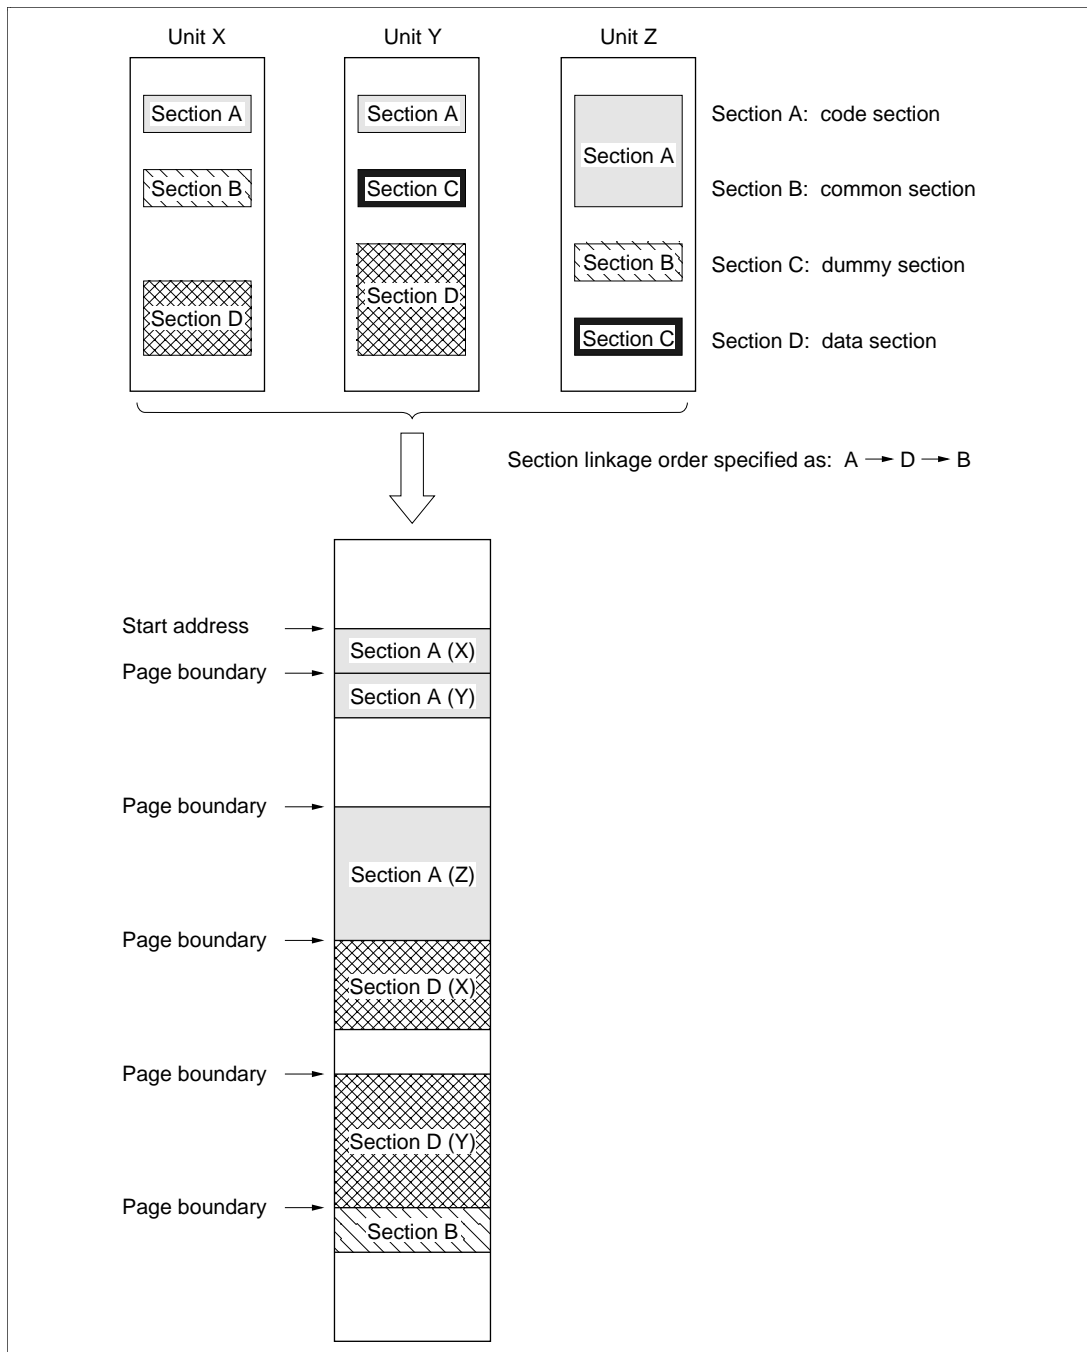 Unit X Unit Y Unit Z
Section A Section A Section A: code section
Section A
Section B Section C Section B: common section
Section B Section C: dummy section
Section D
Section D Section C Section D: data section
Section linkage order specified as: A → D → B
Start address
Section A (X)
Page boundary
Section A (Y)
Page boundary
Section A (Z)
Page boundary
Section D (X)
Page boundary
Section D (Y)
Page boundary
Section B